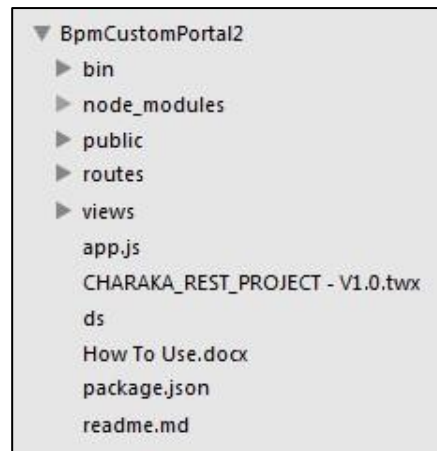 BpmCustomPortal2
bin
node_modules
public
routes
views
app.js
CHARAKA_REST_PROJECT - V1.0.twx
ds
How To Use.docx
package.json
readme.md